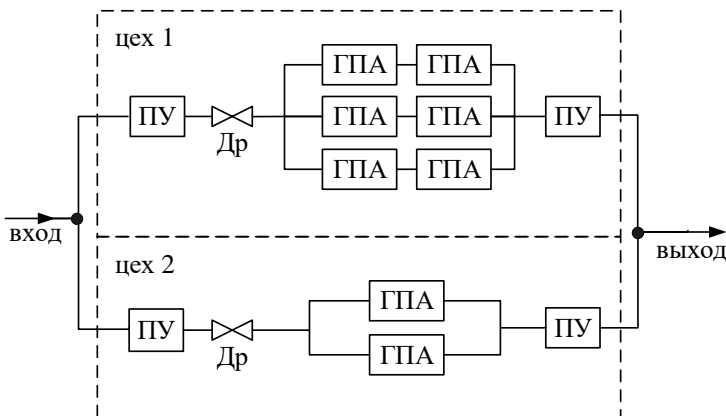 цех 1
ГПА ГПА
ПУ Др ГПА ГПА ПУ
ГПА ГПА
вход
выход
цех 2
ГПА
ПУ Др ПУ
ГПА